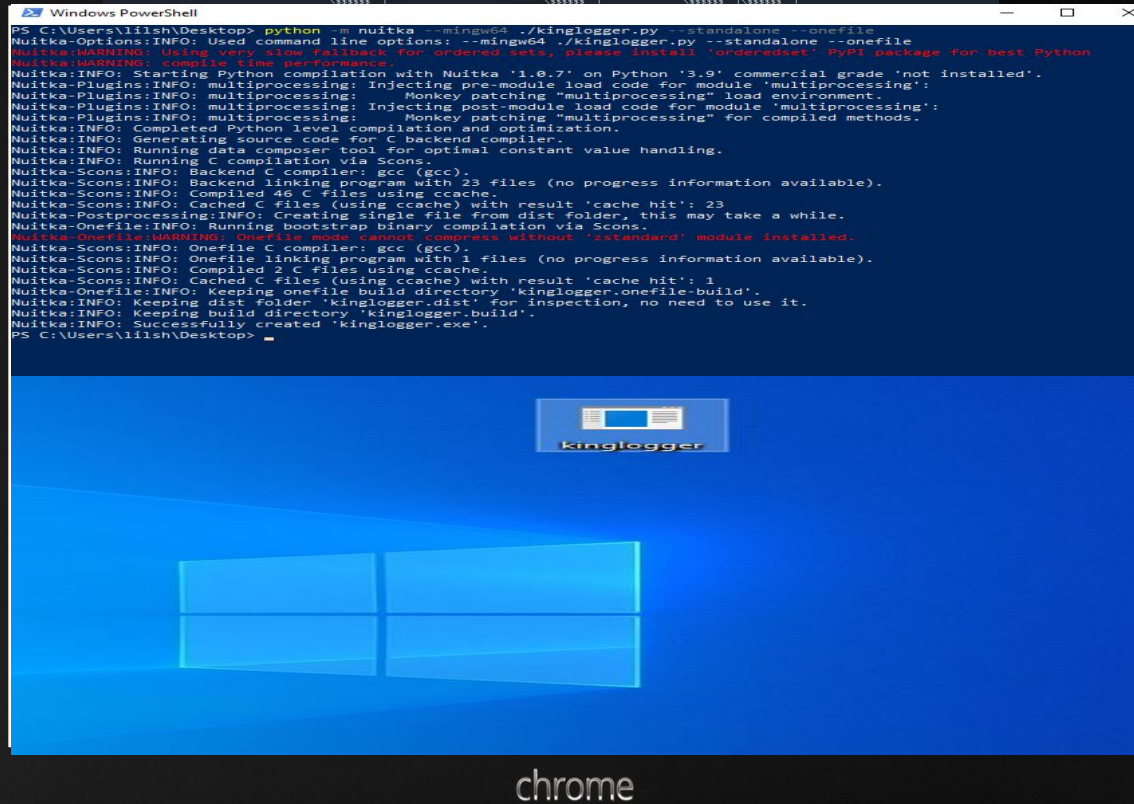 Windows PowerShell
PS C:\Users\lilsh\Desktop> python -m nuitka --mingw64 ./kinglogger.py --standalone --onefile
Nuitka-Options:INFO: Used command line options: --mingw64 ./kinglogger.py --standalone --onefile
Nuitka:WARNING: Using very slow fallback for ordered sets, please install 'orderedset' PyPI package for best Python
Nuitka:WARNING: compile time performance.
Nuitka:INFO: Starting Python compilation with Nuitka '1.0.7' on Python '3.9' commercial grade 'not installed'.
Nuitka-Plugins:INFO: multiprocessing: Injecting pre-module load code for module 'multiprocessing':
Nuitka-Plugins:INFO: multiprocessing:     Monkey patching "multiprocessing" load environment.
Nuitka-Plugins:INFO: multiprocessing: Injecting post-module load code for module 'multiprocessing':
Nuitka-Plugins:INFO: multiprocessing:     Monkey patching "multiprocessing" for compiled methods.
Nuitka:INFO: Completed Python level compilation and optimization.
Nuitka:INFO: Generating source code for C backend compiler.
Nuitka:INFO: Running data composer tool for optimal constant value handling.
Nuitka:INFO: Running C compilation via Scons.
Nuitka-Scons:INFO: Backend C compiler: gcc (gcc).
Nuitka-Scons:INFO: Backend linking program with 23 files (no progress information available).
Nuitka-Scons:INFO: Compiled 46 C files using ccache.
Nuitka-Scons:INFO: Cached C files (using ccache) with result 'cache hit': 23
Nuitka-Postprocessing:INFO: Creating single file from dist folder, this may take a while.
Nuitka-Onefile:INFO: Running bootstrap binary compilation via Scons.
Nuitka-Onefile:WARNING: Onefile mode cannot compress without 'zstandard' module installed.
Nuitka-Scons:INFO: Onefile C compiler: gcc (gcc).
Nuitka-Scons:INFO: Onefile linking program with 1 files (no progress information available).
Nuitka-Scons:INFO: Compiled 2 C files using ccache.
Nuitka-Scons:INFO: Cached C files (using ccache) with result 'cache hit': 1
Nuitka-Onefile:INFO: Keeping onefile build directory 'kinglogger.onefile-build'.
Nuitka:INFO: Keeping dist folder 'kinglogger.dist' for inspection, no need to use it.
Nuitka:INFO: Keeping build directory 'kinglogger.build'.
Nuitka:INFO: Successfully created 'kinglogger.exe'.
PS C:\Users\lilsh\Desktop>
kinglogger
chrome